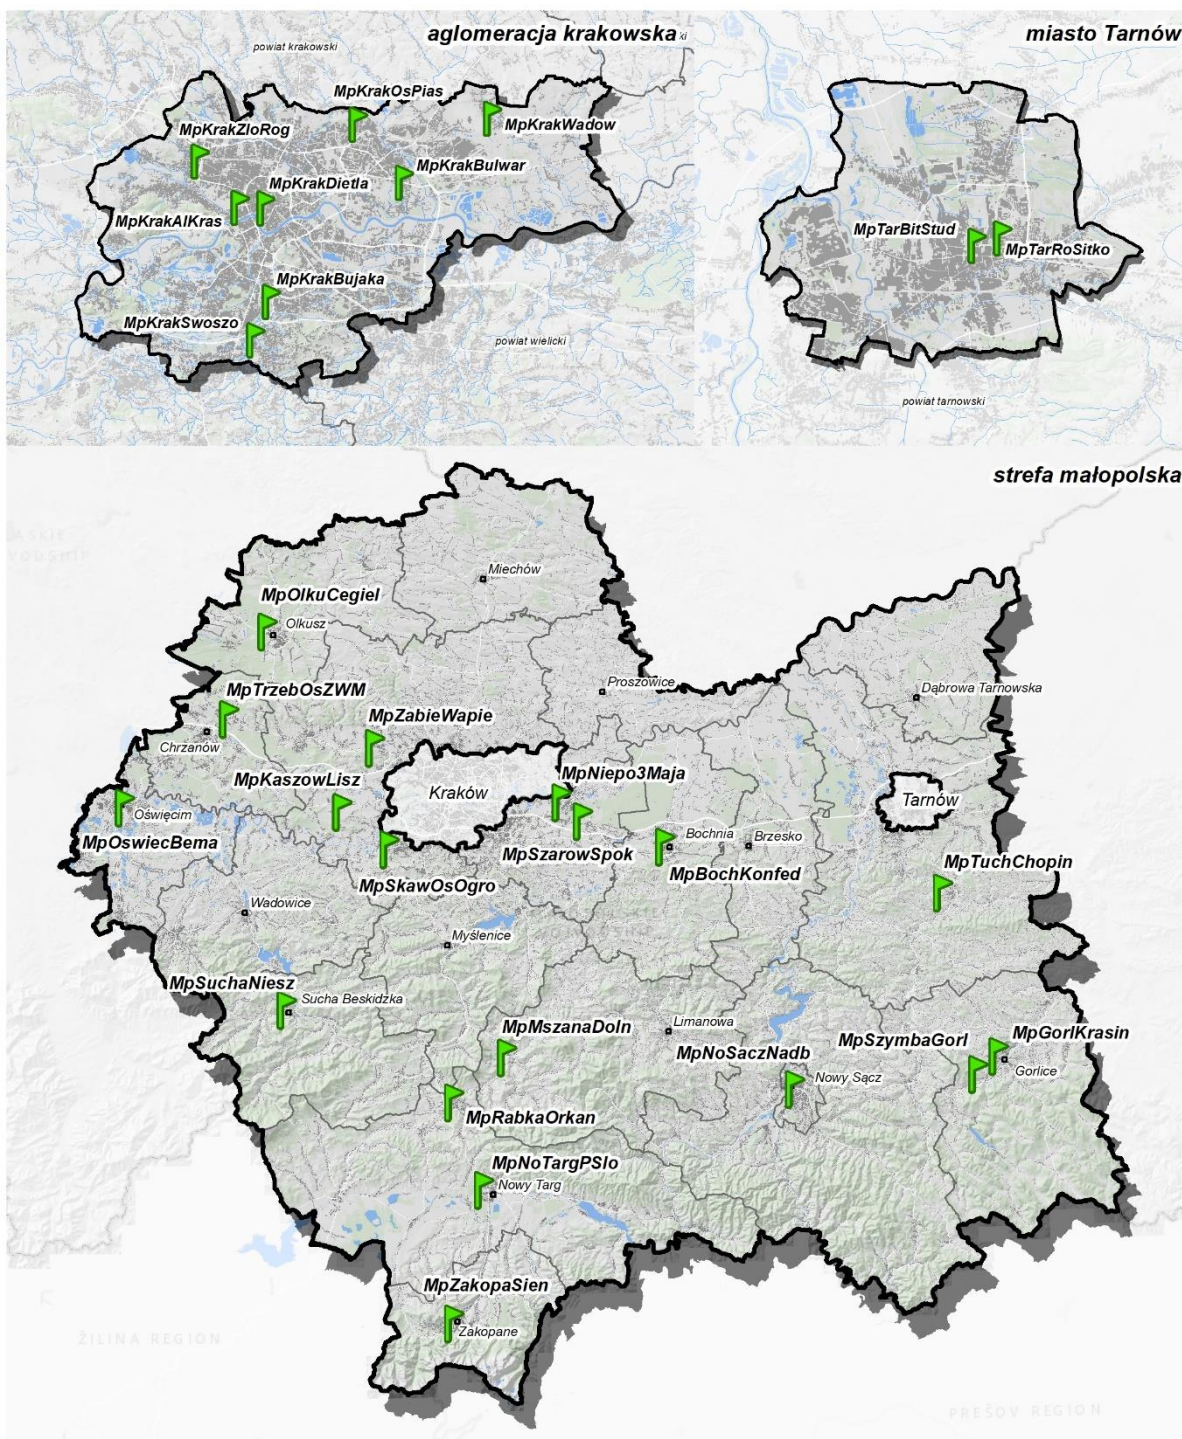 aglomeracja krakowska
ki
miasto Tarnów
powiat krakowski
MpKrakOsPias
MpKrakWadow
MpKrakZloRog
MpKrakBulwar
MpKrakDietla
MpKrakAlKras
MpTarBitStud
MpTarRoSitko
MpKrakBujaka
MpKrakSwoszo
powiat wielicki
powiat tarnowski
strefa małopolska
Miechów
MpOlkuCegiel
Olkusz
Proszowice
MpTrzebOsZWM
Dąbrowa Tarnowska
MpZabieWapie
Chrzanów
MpKaszowLisz
MpNiepo3Maja
Kraków
Tarnów
Oświęcim
MpOswiecBema
Bochnia
Brzesko
MpSzarowSpok
MpTuchChopin
MpBochKonfed
MpSkawOsOgro
Wadowice
Myślenice
MpSuchaNiesz
Sucha Beskidzka
MpMszanaDoln
Limanowa
MpSzymbaGorl
MpGorlKrasin
MpNoSaczNadb
Gorlice
Nowy Sącz
MpRabkaOrkan
MpNoTargPSlo
Nowy Targ
MpZakopaSien
Zakopane
ŽILINA REGION
PREŠOV REGION